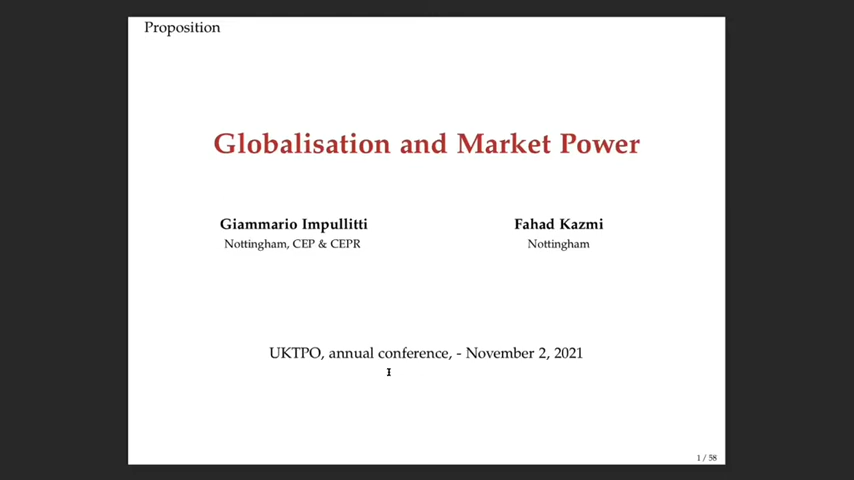 Proposition
Globalisation and Market Power
Giammario Impullitti
Nottingham, CEP & CEPR
Fahad Kazmi
Nottingham
UKTPO, annual conference, - November 2, 2021
1 / 58